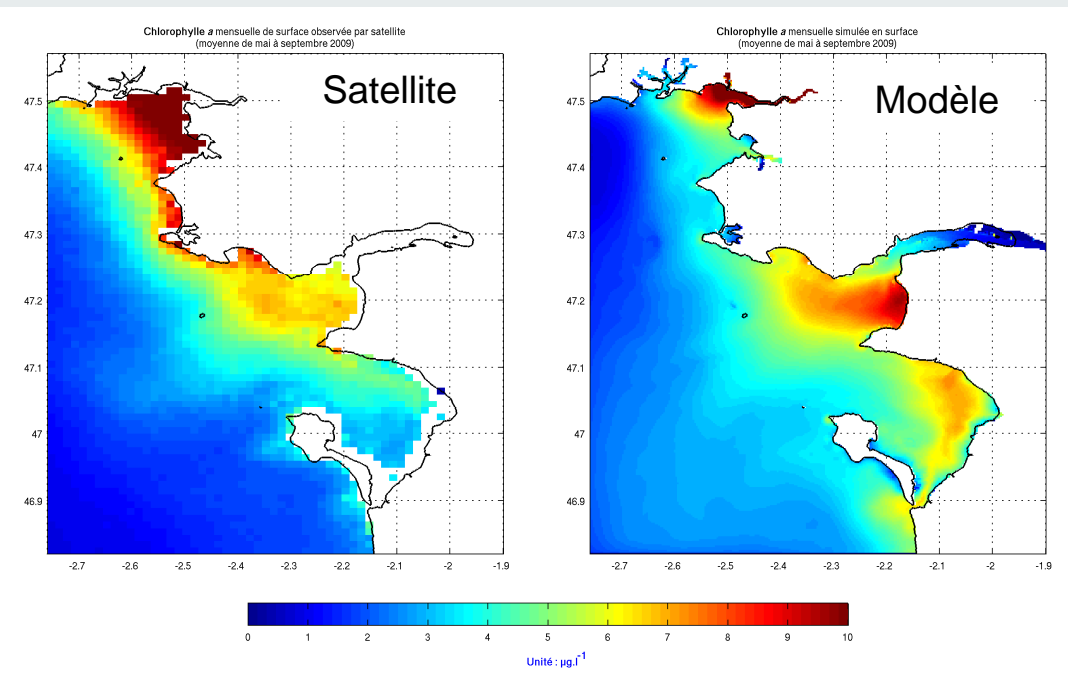 Chlorophylle a mensuelle de surface observée par satellite
(moyenne de mai à septembre 2009)
Satellite
47.5
47.4
47.3
47.2
47.1
47
46.9
-2.7 -2.6 -2.5 -2.4 -2.3 -2.2 -2.1 -2 -1.9
Chlorophylle a mensuelle simulée en surface
(moyenne de mai à septembre 2009)
Modèle
47.5
47.4
47.3
47.2
47.1
47
46.9
-2.7 -2.6 -2.5 -2.4 -2.3 -2.2 -2.1 -2 -1.9
0 1 2 3 4 5 6 7 8 9 10
Unité : µg.l-1